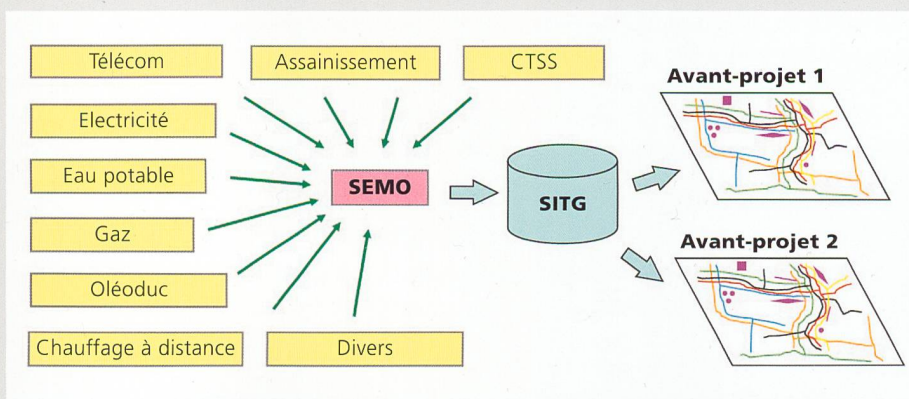 Télécom
Assainissement
CTSS
Electricité
Eau potable
Gaz
Oléoduc
Chauffage à distance
Divers
SEMO
SITG
Avant-projet 1
Avant-projet 2